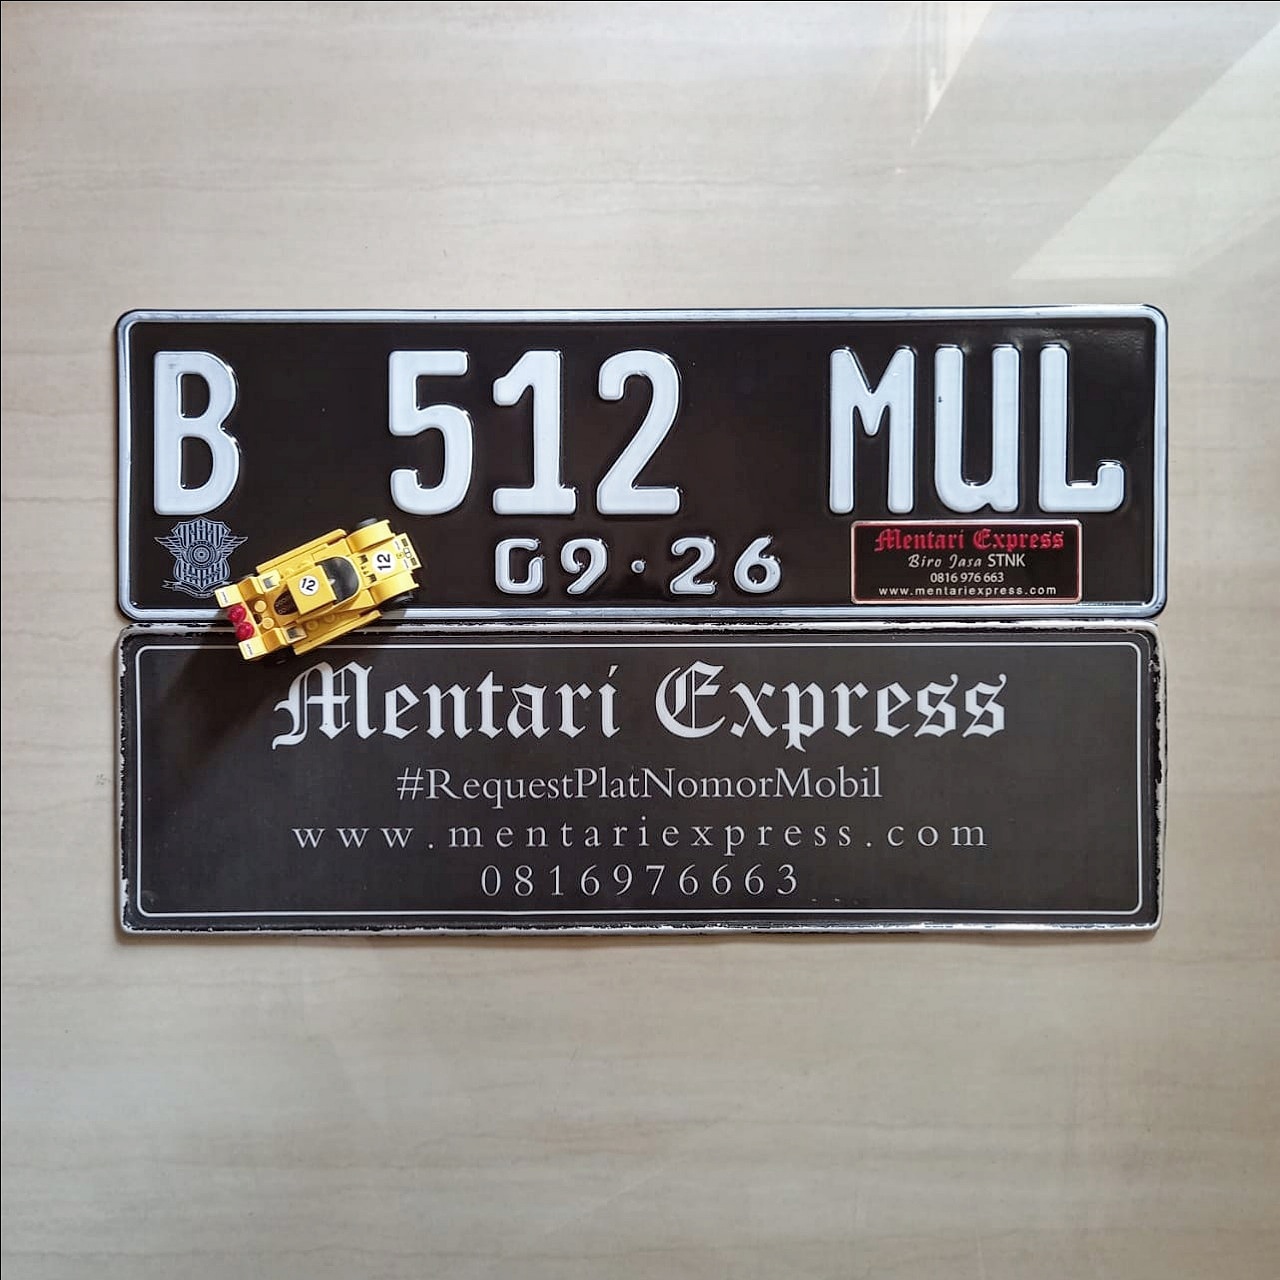 B 512 MUL
09·26
Mentari Express
Biro Jasa STNK
0816 976 663
www.mentariexpress.com
12
12
Mentari Express
#RequestPlatNomorMobil
www.mentariexpress.com
0816976663